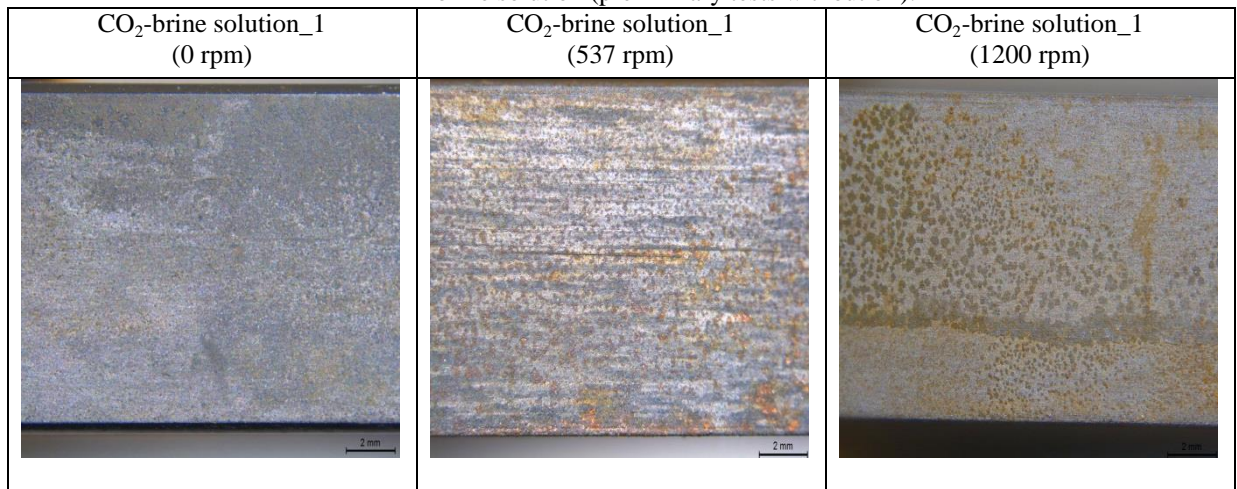 CO₂-brine solution_1
(0 rpm)
CO₂-brine solution_1
(537 rpm)
CO₂-brine solution_1
(1200 rpm)
2 mm
2 mm
2 mm